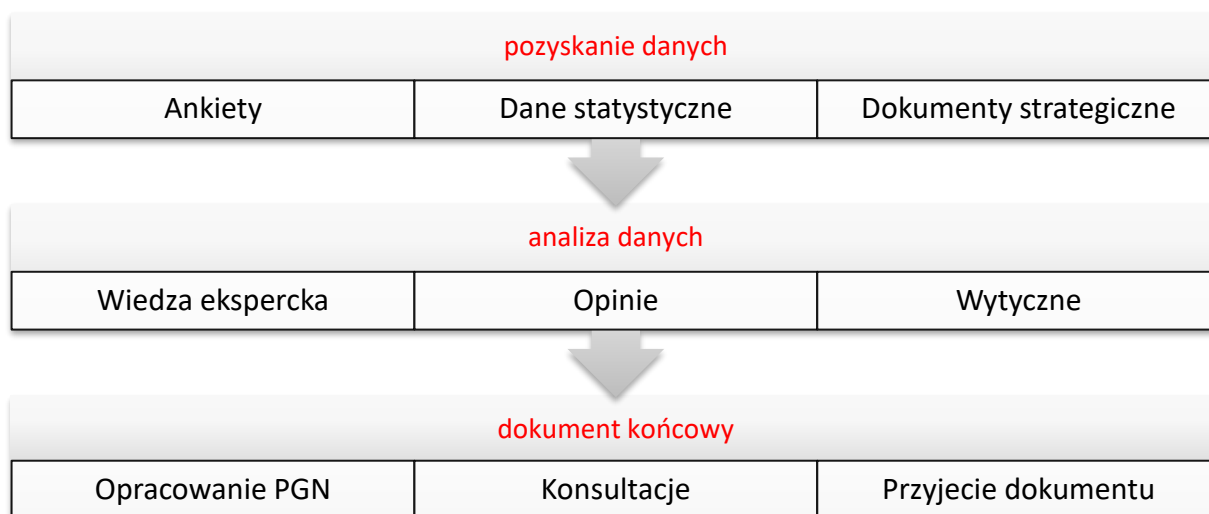 pozyskanie danych
Ankiety
Dane statystyczne
Dokumenty strategiczne
analiza danych
Wiedza ekspercka
Opinie
Wytyczne
dokument końcowy
Opracowanie PGN
Konsultacje
Przyjecie dokumentu